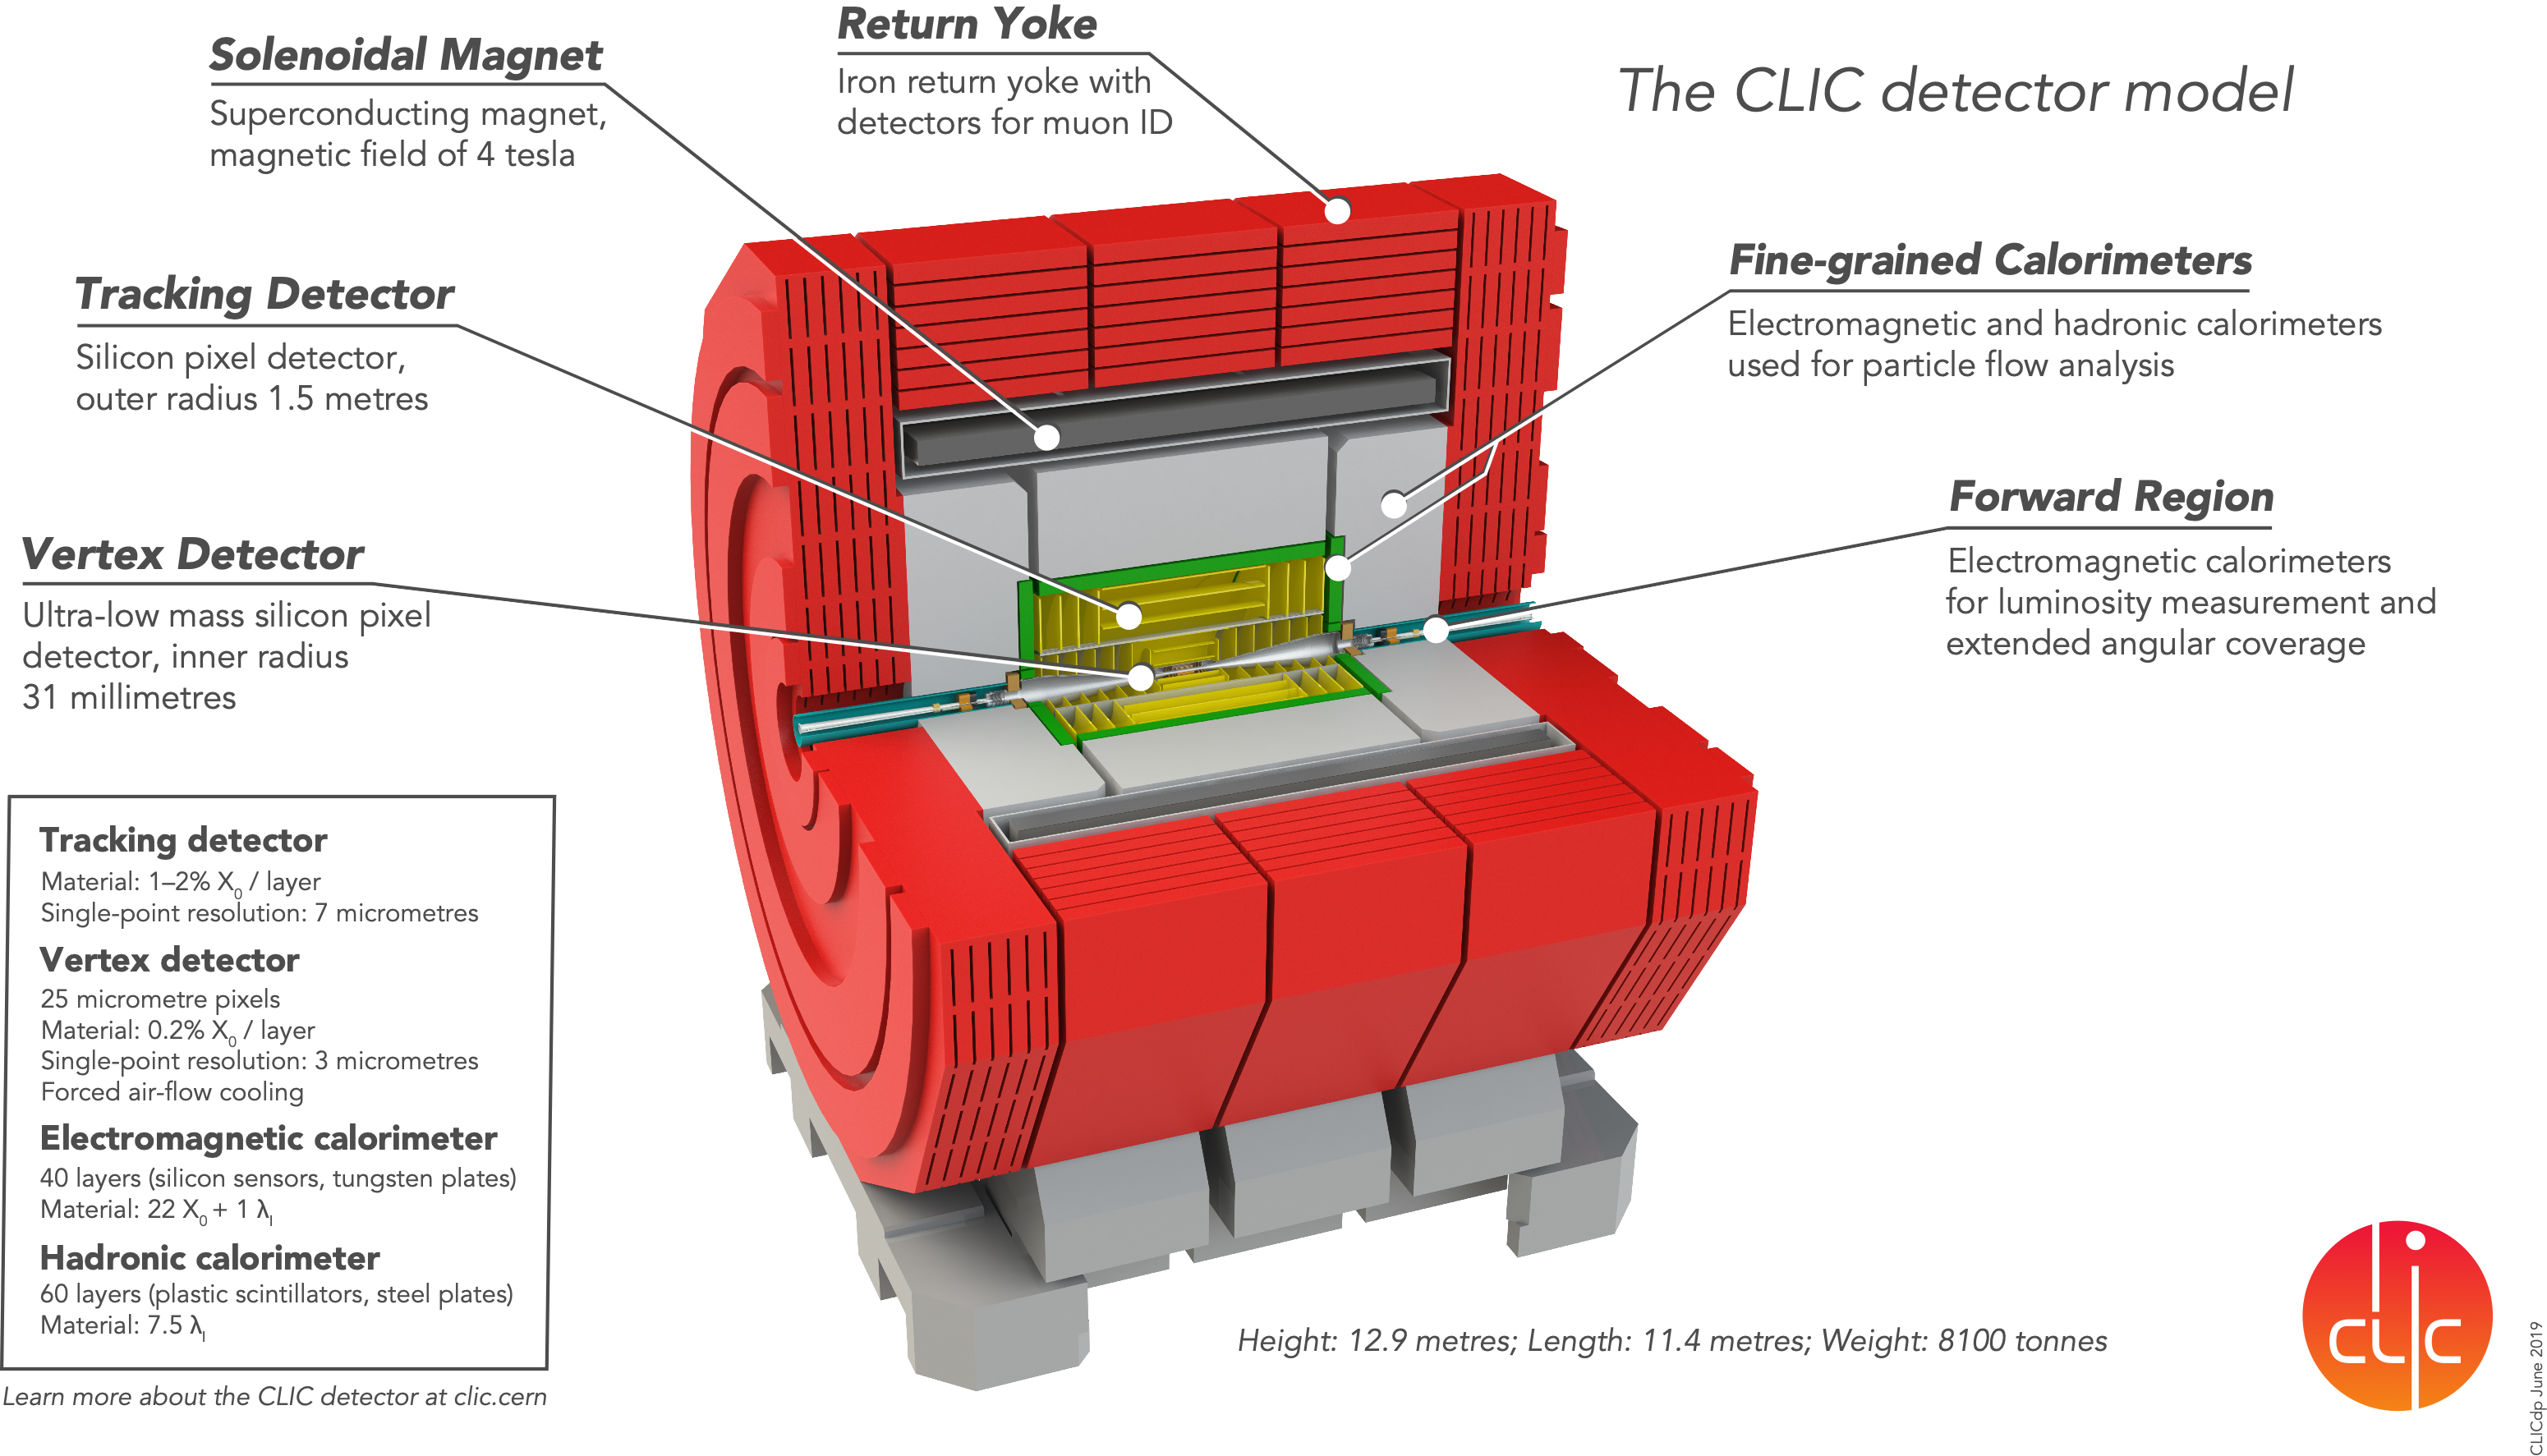 The CLIC detector model
Solenoidal Magnet
Superconducting magnet,
magnetic field of 4 tesla
Return Yoke
Iron return yoke with
detectors for muon ID
Tracking Detector
Silicon pixel detector,
outer radius 1.5 metres
Fine-grained Calorimeters
Electromagnetic and hadronic calorimeters
used for particle flow analysis
Vertex Detector
Ultra-low mass silicon pixel
detector, inner radius
31 millimetres
Forward Region
Electromagnetic calorimeters
for luminosity measurement and
extended angular coverage
Tracking detector
Material: 1–2% X₀ / layer
Single-point resolution: 7 micrometres
Vertex detector
25 micrometre pixels
Material: 0.2% X₀ / layer
Single-point resolution: 3 micrometres
Forced air-flow cooling
Electromagnetic calorimeter
40 layers (silicon sensors, tungsten plates)
Material: 22 X₀ + 1 λ_I
Hadronic calorimeter
60 layers (plastic scintillators, steel plates)
Material: 7.5 λ_I
Learn more about the CLIC detector at clic.cern
Height: 12.9 metres; Length: 11.4 metres; Weight: 8100 tonnes
clic
CLICdp June 2019